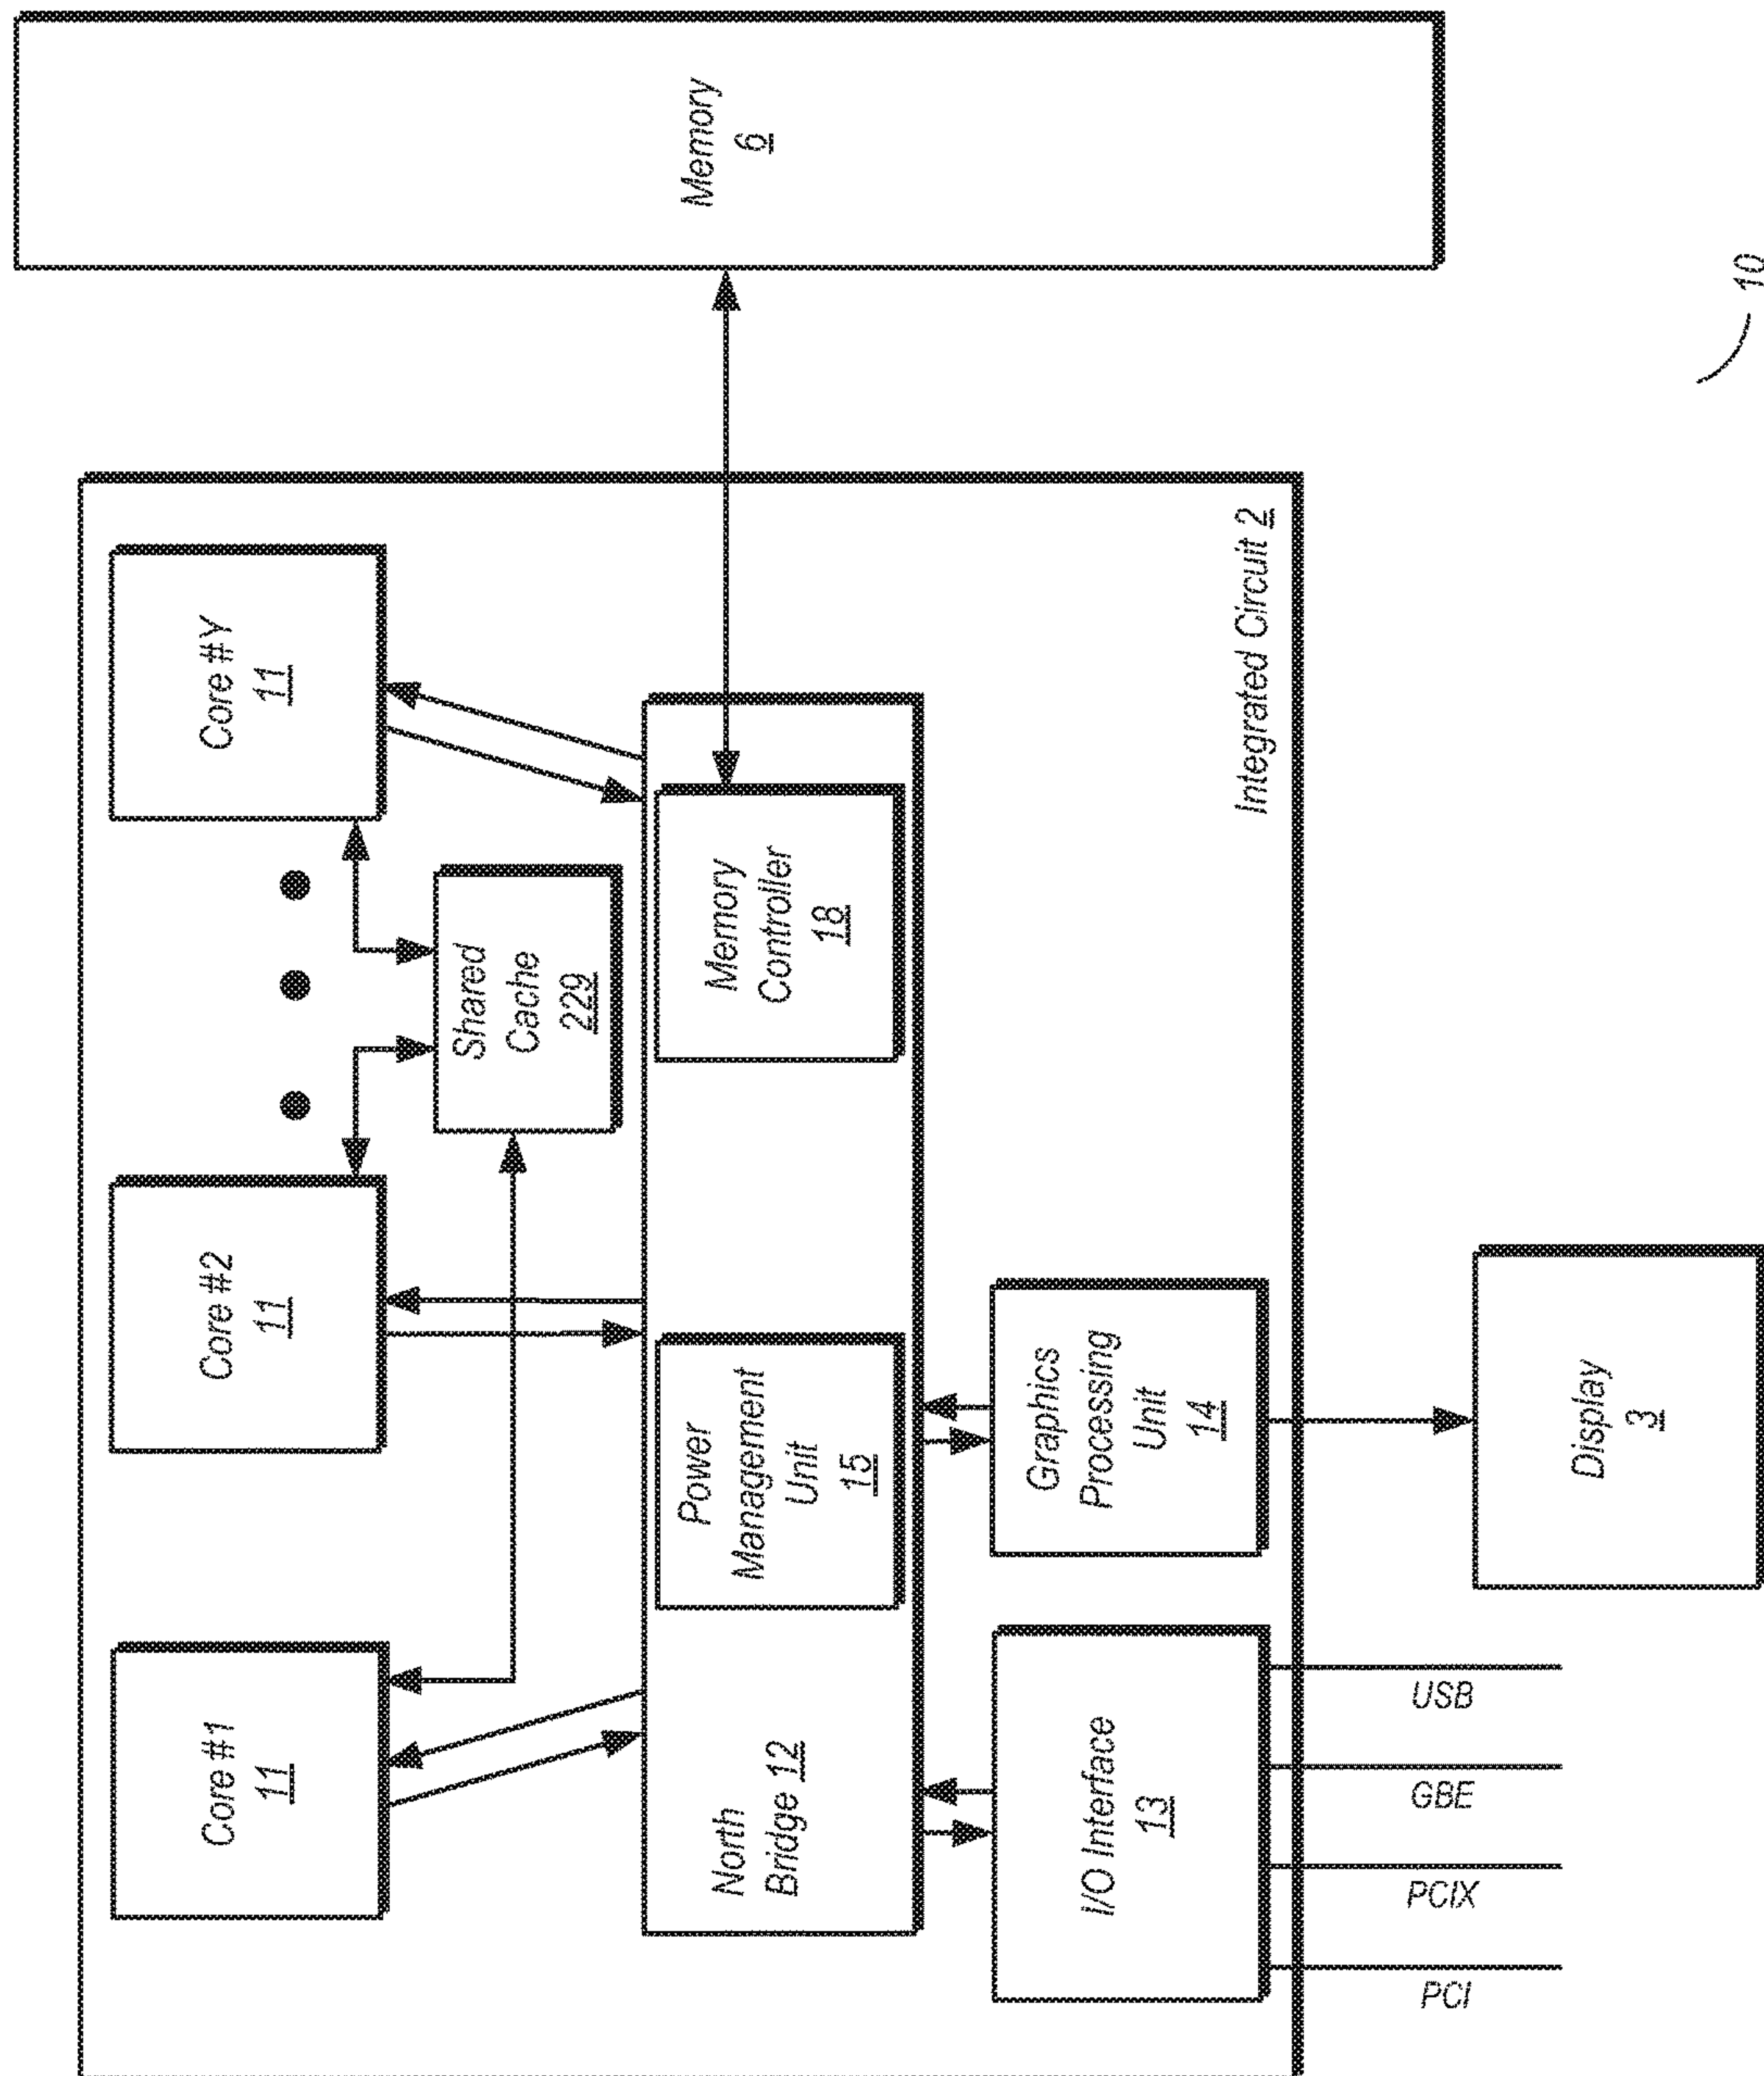 Core #1
11
Core #2
11
Core #Y
11
Shared
Cache
229
North
Bridge 12
Power
Management
Unit
15
Memory
Controller
18
I/O Interface
13
Graphics
Processing
Unit
14
Integrated Circuit 2
Memory
6
PCI
PCIX
GBE
USB
Display
3
10